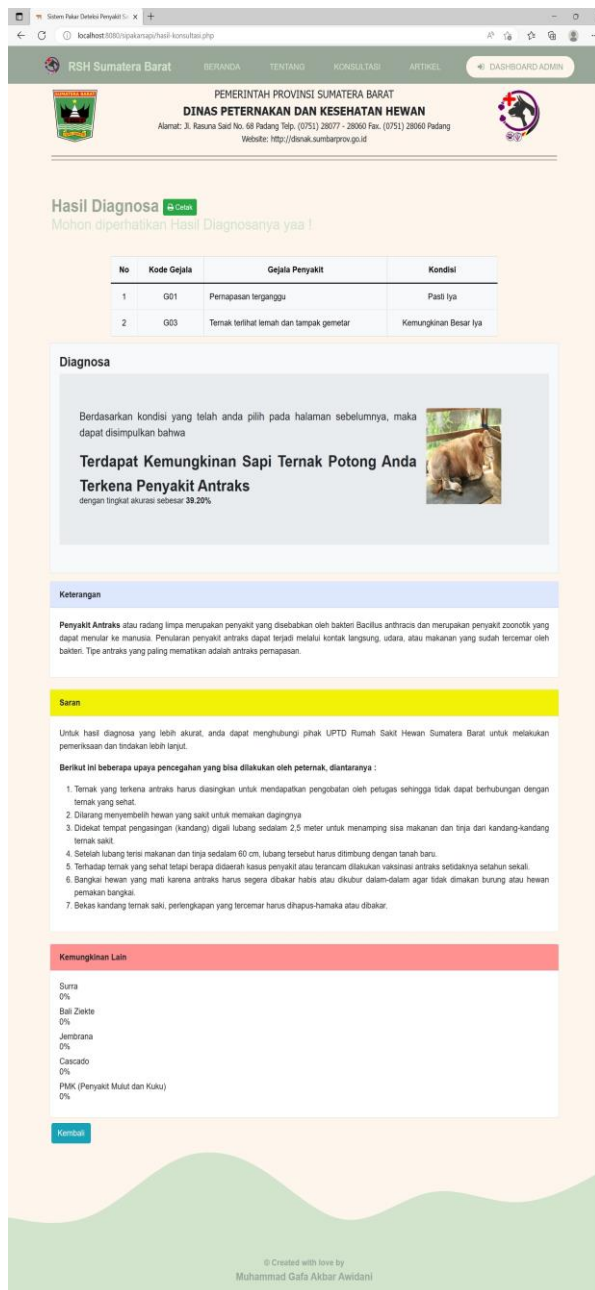 Sistem Pakar Deteksi Penyakit Sa
localhost:8080/sipakarsapi/hasil-konsultasi.php
RSH Sumatera Barat
BERANDA
TENTANG
KONSULTASI
ARTIKEL
DASHBOARD ADMIN
SUMATERA BARAT
PEMERINTAH PROVINSI SUMATERA BARAT
DINAS PETERNAKAN DAN KESEHATAN HEWAN
Alamat: Jl. Rasuna Said No. 68 Padang Telp. (0751) 28077 - 28060 Fax. (0751) 28060 Padang
Website: http://disnak.sumbarprov.go.id
Hasil Diagnosa Cetak
Mohon diperhatikan Hasil Diagnosanya yaa !
No Kode Gejala Gejala Penyakit Kondisi
1 G01 Pernapasan terganggu Pasti Iya
2 G03 Ternak terlihat lemah dan tampak gemetar Kemungkinan Besar Iya
Diagnosa
Berdasarkan kondisi yang telah anda pilih pada halaman sebelumnya, maka
dapat disimpulkan bahwa
Terdapat Kemungkinan Sapi Ternak Potong Anda
Terkena Penyakit Antraks
dengan tingkat akurasi sebesar 39.20%
Keterangan
Penyakit Antraks atau radang limpa merupakan penyakit yang disebabkan oleh bakteri Bacillus anthracis dan merupakan penyakit zoonotik yang
dapat menular ke manusia. Penularan penyakit antraks dapat terjadi melalui kontak langsung, udara, atau makanan yang sudah tercemar oleh
bakteri. Tipe antraks yang paling mematikan adalah antraks pernapasan.
Saran
Untuk hasil diagnosa yang lebih akurat, anda dapat menghubungi pihak UPTD Rumah Sakit Hewan Sumatera Barat untuk melakukan
pemeriksaan dan tindakan lebih lanjut.
Berikut ini beberapa upaya pencegahan yang bisa dilakukan oleh peternak, diantaranya :
1. Ternak yang terkena antraks harus diasingkan untuk mendapatkan pengobatan oleh petugas sehingga tidak dapat berhubungan dengan
ternak yang sehat.
2. Dilarang menyembelih hewan yang sakit untuk memakan dagingnya
3. Didekat tempat pengasingan (kandang) digali lubang sedalam 2,5 meter untuk menamping sisa makanan dan tinja dari kandang-kandang
ternak sakit.
4. Setelah lubang terisi makanan dan tinja sedalam 60 cm, lubang tersebut harus ditimbung dengan tanah baru.
5. Terhadap ternak yang sehat tetapi berapa didaerah kasus penyakit atau terancam dilakukan vaksinasi antraks setidaknya setahun sekali.
6. Bangkai hewan yang mati karena antraks harus segera dibakar habis atau dikubur dalam-dalam agar tidak dimakan burung atau hewan
pemakan bangkai.
7. Bekas kandang ternak saki, perlengkapan yang tercemar harus dihapus-hamaka atau dibakar.
Kemungkinan Lain
Surra
0%
Bali Ziekte
0%
Jembrana
0%
Cascado
0%
PMK (Penyakit Mulut dan Kuku)
0%
Kembali
© Created with love by
Muhammad Gafa Akbar Awidani